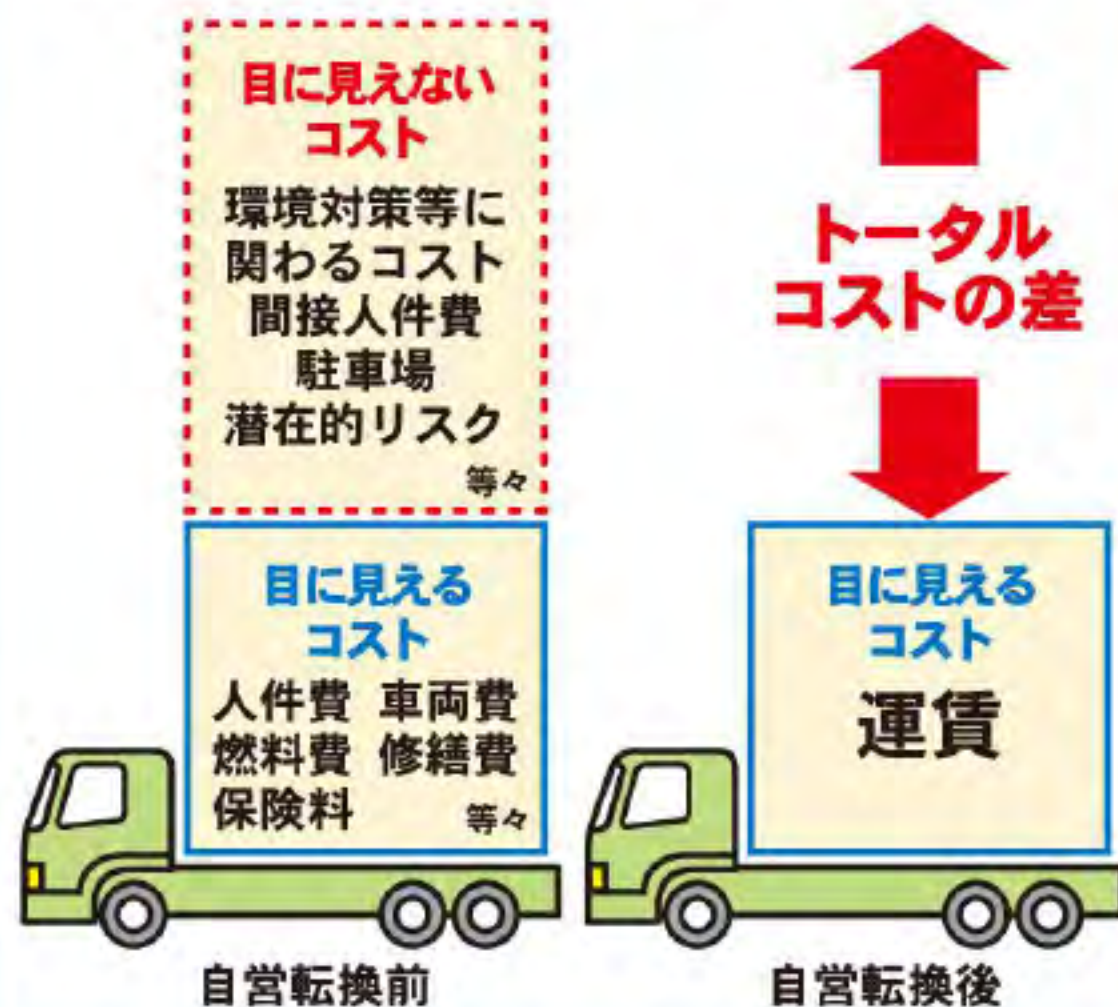 目に見えない
コスト
環境対策等に
関わるコスト
間接人件費
駐車場
潜在的リスク
等々
目に見える
コスト
人件費 車両費
燃料費 修繕費
保険料 等々
自営転換前
トータル
コストの差
目に見える
コスト
運賃
自営転換後